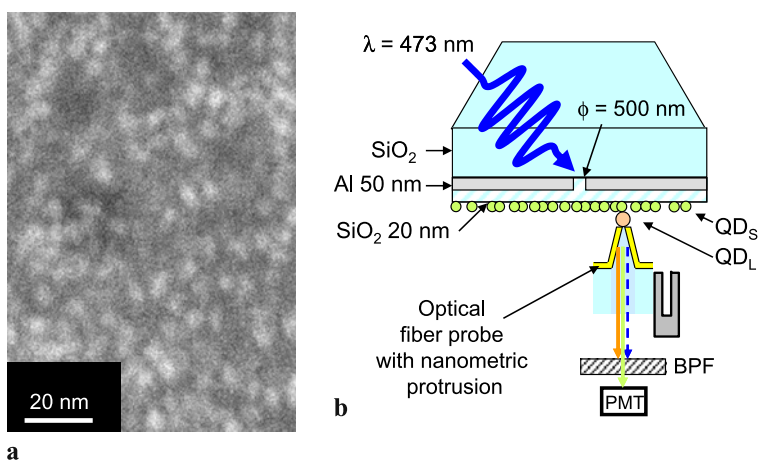 20 nm
a
λ = 473 nm
ϕ = 500 nm
SiO2
Al 50 nm
SiO2 20 nm
QDS
QDL
Optical
fiber probe
with nanometric
protrusion
BPF
PMT
b